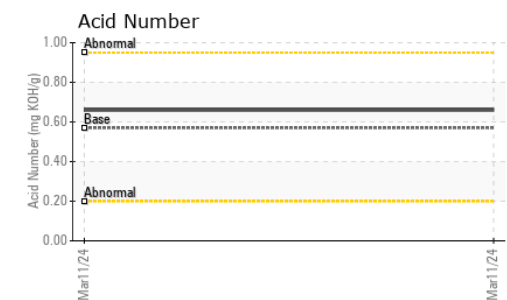 Acid Number
Acid Number (mg KOH/g)
1.00
Abnormal
0.80
0.60
Base
0.40
0.20
Abnormal
0.00
Mar11/24
Mar11/24